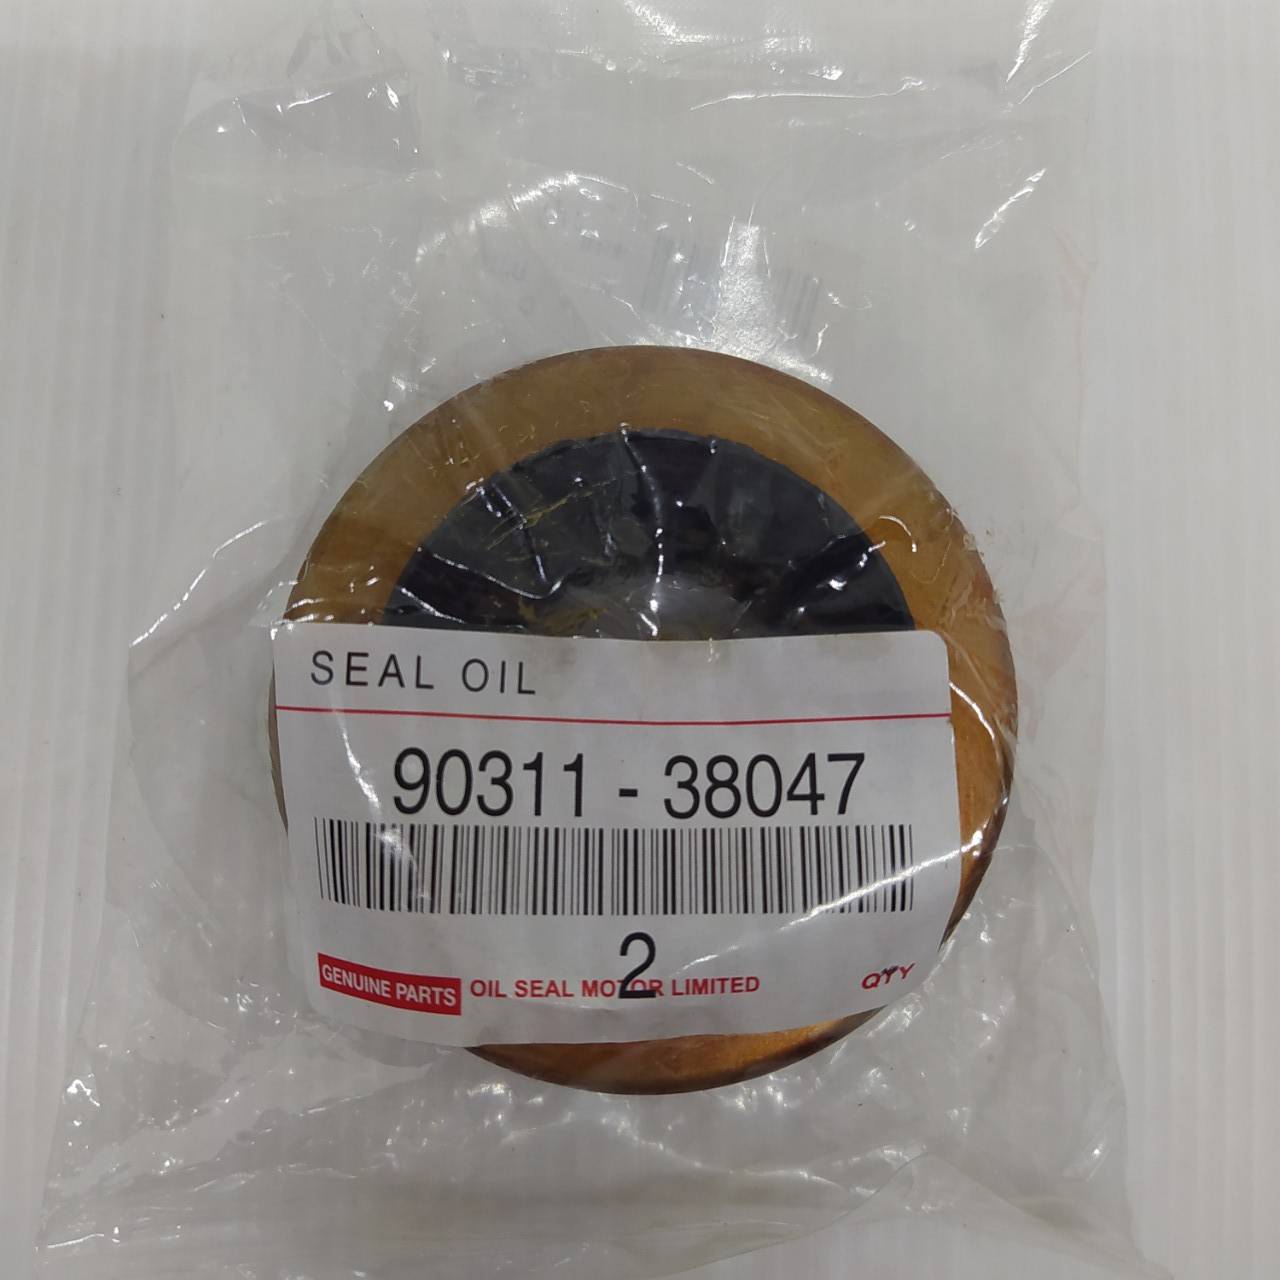 SEAL OIL
90311 - 38047
2
GENUINE PARTS OIL SEAL MOTOR LIMITED QTY